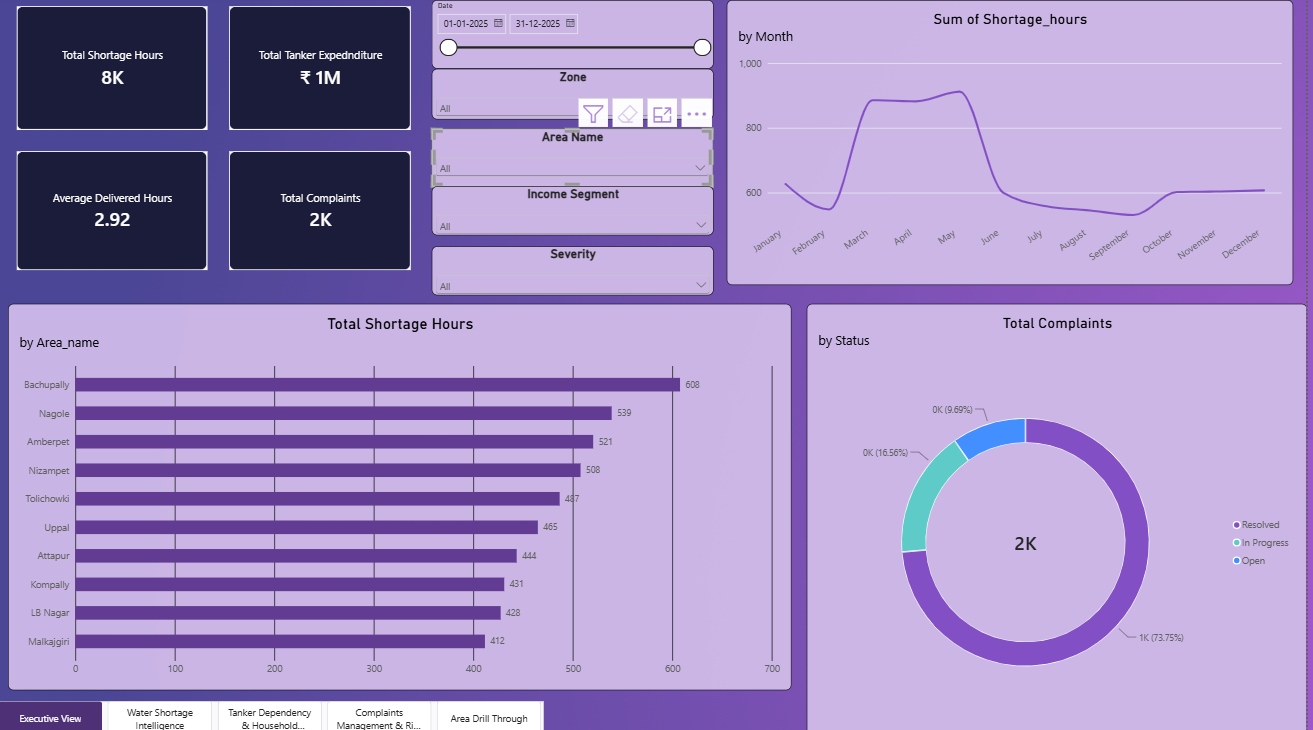 Total Shortage Hours
8K
Total Tanker Expednditure
₹ 1M
Average Delivered Hours
2.92
Total Complaints
2K
Date
01-01-2025
31-12-2025
Zone
All
Area Name
All
Income Segment
All
Severity
All
Sum of Shortage_hours
by Month
1,000
800
600
January
February
March
April
May
June
July
August
September
October
November
December
Total Shortage Hours
by Area_name
Bachupally 608
Nagole 539
Amberpet 521
Nizampet 508
Tolichowki 487
Uppal 465
Attapur 444
Kompally 431
LB Nagar 428
Malkajgiri 412
0 100 200 300 400 500 600 700
Total Complaints
by Status
0K (9.69%)
0K (16.56%)
2K
1K (73.75%)
Resolved
In Progress
Open
Executive View
Water Shortage
Intelligence
Tanker Dependency
& Household...
Complaints
Management & Ri...
Area Drill Through